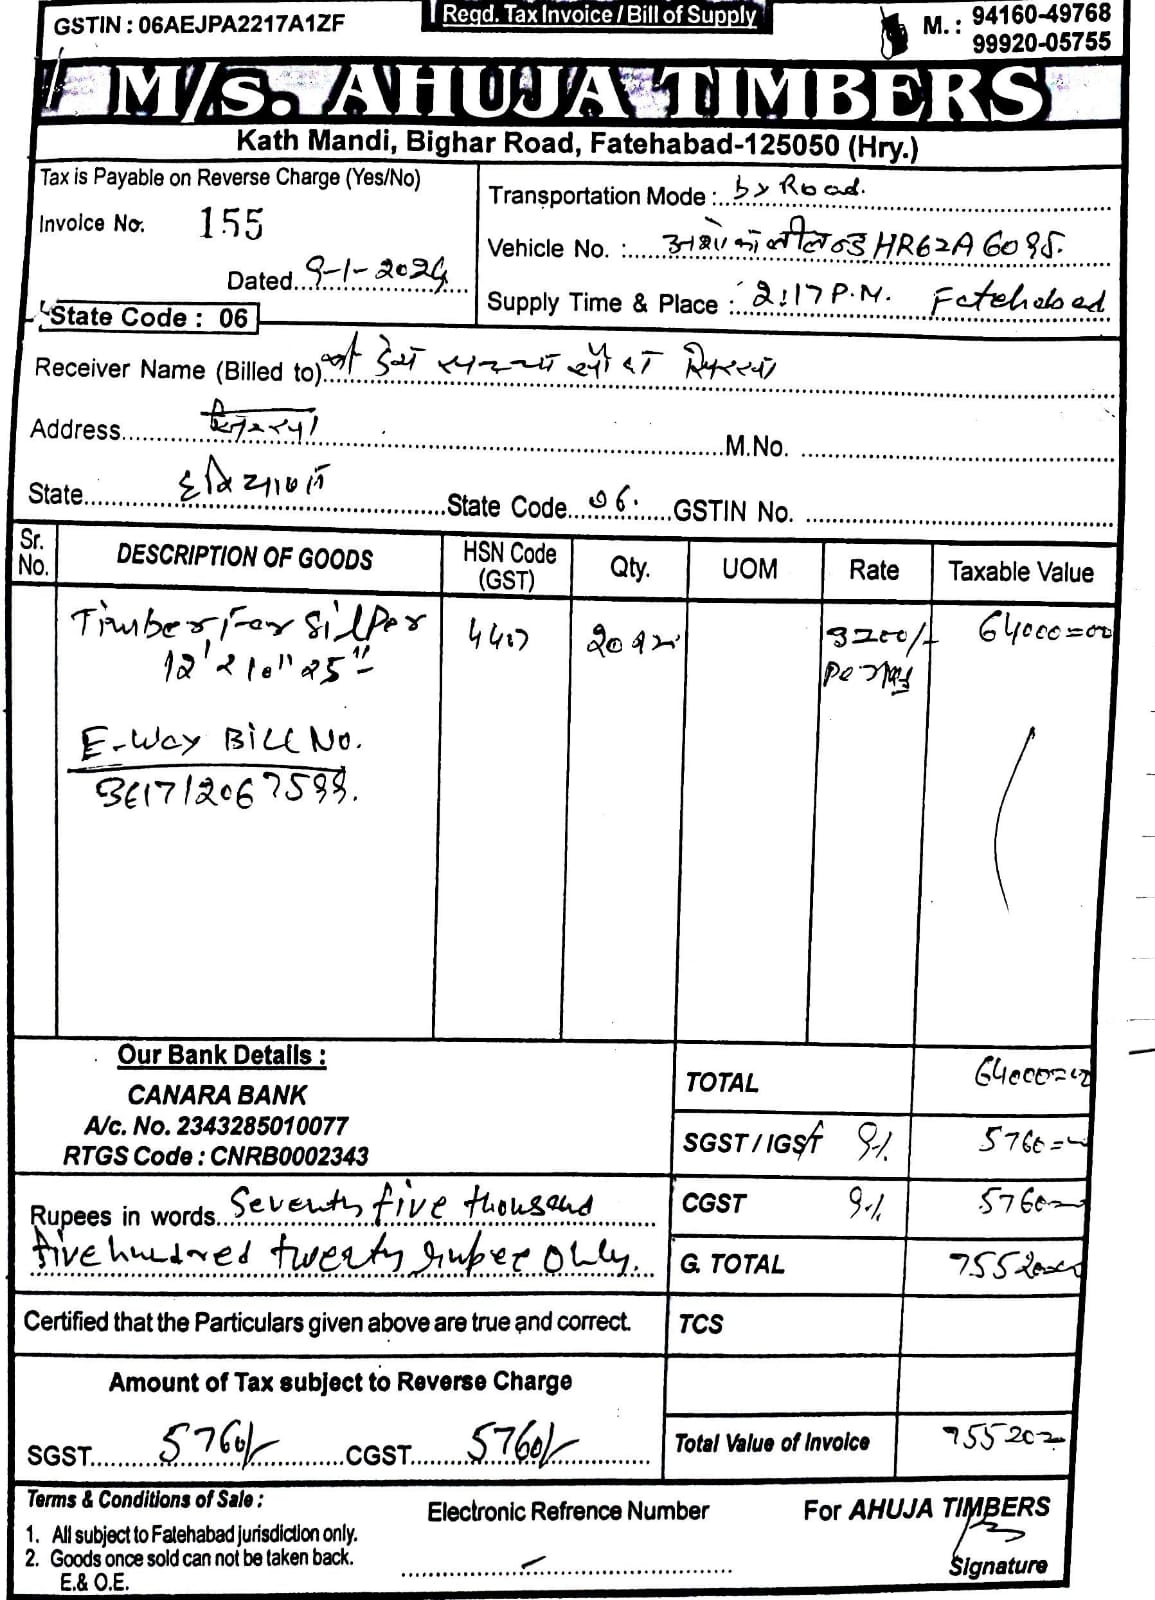 GSTIN : 06AEJPA2217A1ZF
Regd. Tax Invoice / Bill of Supply
M. : 94160-49768
99920-05755
M/s. AHUJA TIMBERS
Kath Mandi, Bighar Road, Fatehabad-125050 (Hry.)
Tax is Payable on Reverse Charge (Yes/No)
Invoice No. 155
Dated 9-1-2024
State Code : 06
Transportation Mode : by Road.
Vehicle No. : HR62A
Supply Time & Place : 2:17 P.M. Fatehabad
Receiver Name (Billed to)
Address M.No.
State हरियाणा State Code 06. GSTIN No.
Sr. No. DESCRIPTION OF GOODS HSN Code (GST) Qty. UOM Rate Taxable Value
Timber For Silper 4407 20 3200/- 64000=00
12' 10" 5" Per
E-Way Bill No.
Our Bank Details :
CANARA BANK
A/c. No. 2343285010077
RTGS Code : CNRB0002343
TOTAL 64000=00
SGST / IGST 9% 5760=00
CGST 9% 5760=00
Rupees in words Seventy five thousand
five hundred twenty rupee only.
G. TOTAL 75520=00
Certified that the Particulars given above are true and correct.
TCS
Amount of Tax subject to Reverse Charge
SGST 5760/- CGST 5760/-
Total Value of Invoice 75520=
Terms & Conditions of Sale :
1. All subject to Fatehabad jurisdiction only.
2. Goods once sold can not be taken back.
E.& O.E.
Electronic Refrence Number
For AHUJA TIMBERS
Signature